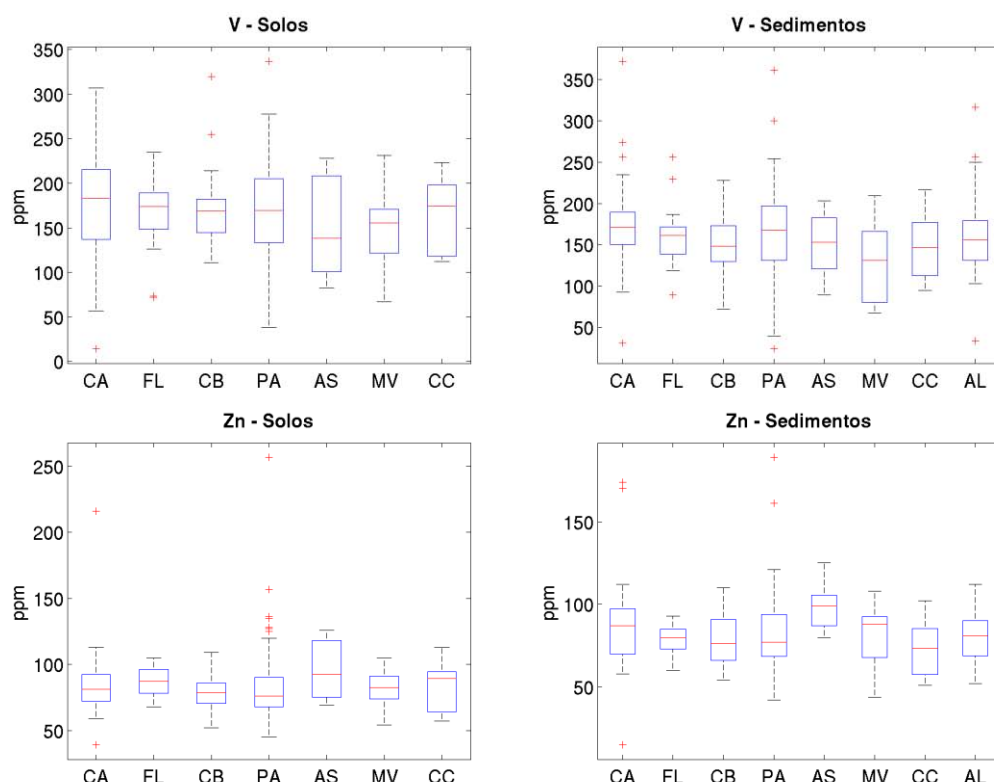 V - Solos
350
300
250
200
150
100
50
0
ppm
CA FL CB PA AS MV CC
V - Sedimentos
350
300
250
200
150
100
50
ppm
CA FL CB PA AS MV CC AL
Zn - Solos
250
200
150
100
50
ppm
CA FL CB PA AS MV CC
Zn - Sedimentos
150
100
50
ppm
CA FL CB PA AS MV CC AL